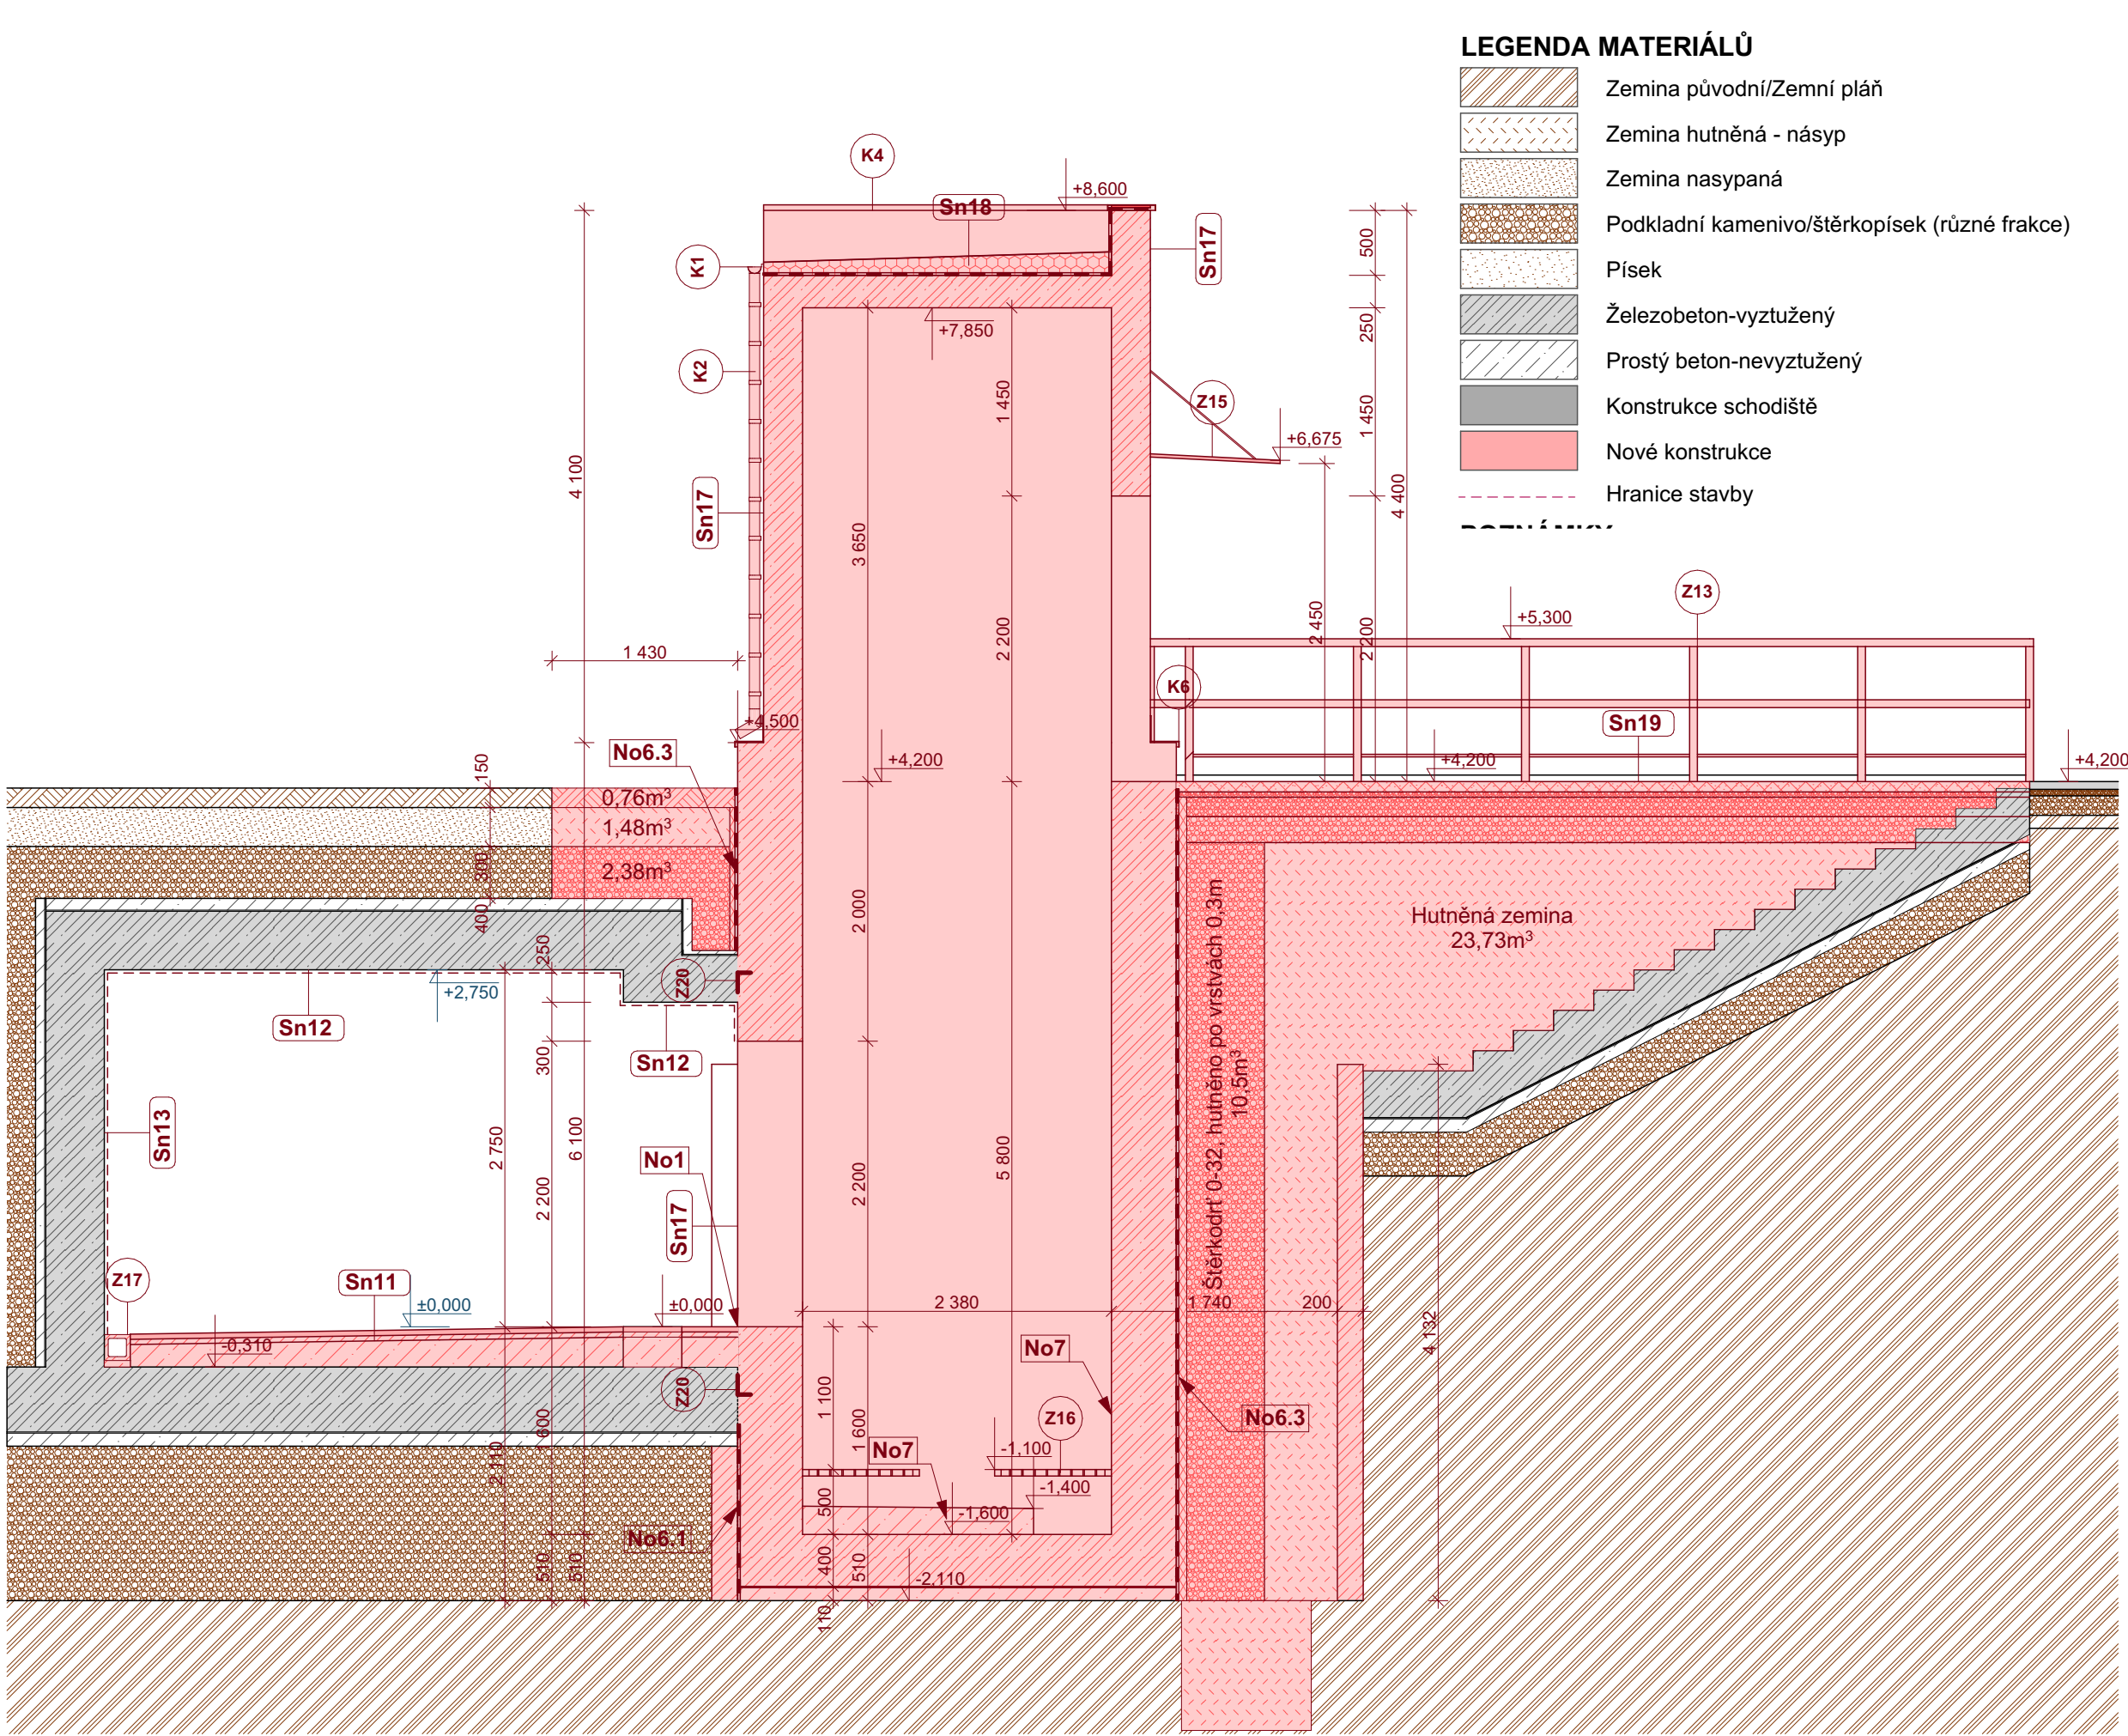 LEGENDA MATERIÁLŮ
Zemina původní/Zemní pláň
Zemina hutněná - násyp
Zemina nasypaná
Podkladní kamenivo/štěrkopísek (různé frakce)
Písek
Železobeton-vyztužený
Prostý beton-nevyztužený
Konstrukce schodiště
Nové konstrukce
Hranice stavby
K4
+8,600
Sn18
K1
Sn17
500
+7,850
250
K2
1 450
Z15
1 450
+6,675
4 100
Sn17
4 400
3 650
Z13
+5,300
2 450
2 200
2 200
1 430
K6
+4,500
Sn19
No6.3
150
+4,200
+4,200
+4,200
0,76m³
1,48m³
300
2,38m³
400
2 000
Hutněná zemina
23,73m³
Štěrkodrť 0-32, hutněno po vrstvách 0,3m
10,5m³
250
Z20
+2,750
Sn12
Sn12
300
Sn13
2 750
6 100
No1
5 800
2 200
2 200
Sn17
Z17
Sn11
±0,000
±0,000
2 380
1 740
200
4 132
-0,310
No7
Z20
1 100
No6.3
Z16
1 600
1 600
2 110
No7
-1,100
-1,400
500
-1,600
No6.1
510
510
400
510
-2,110
110